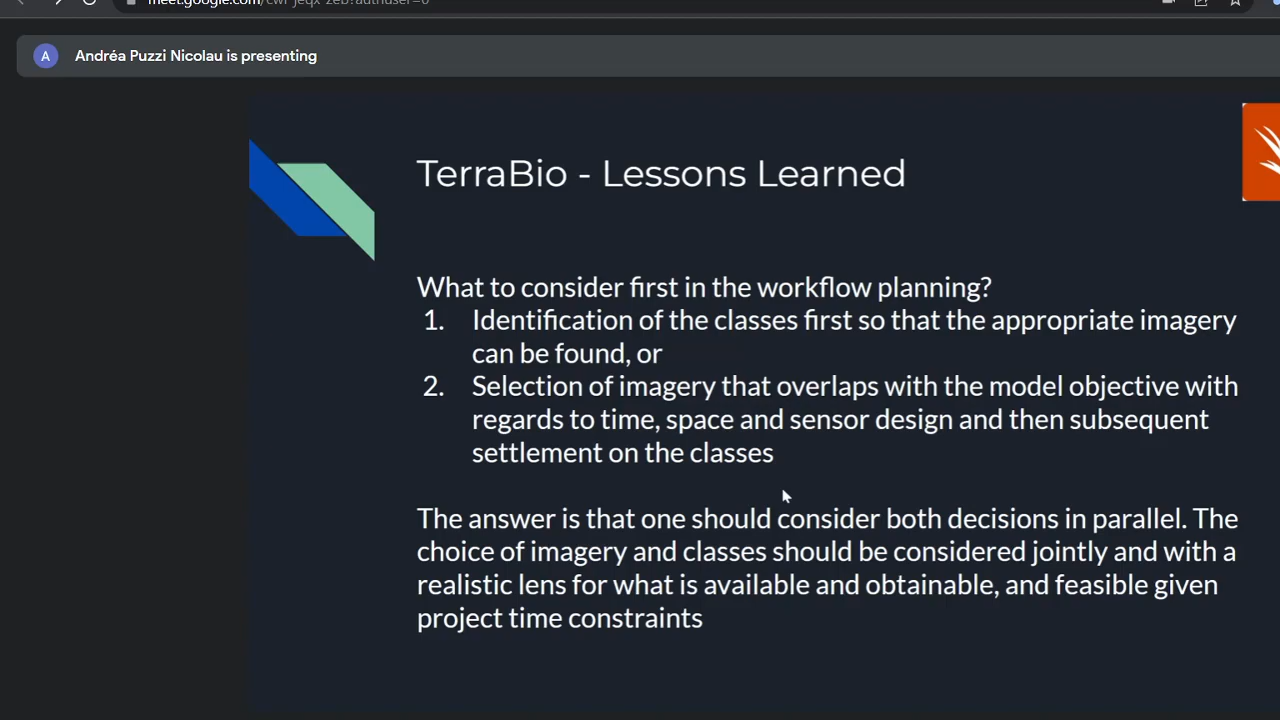 A
Andréa Puzzi Nicolau is presenting
TerraBio - Lessons Learned
What to consider first in the workflow planning?
1. Identification of the classes first so that the appropriate imagery
can be found, or
2. Selection of imagery that overlaps with the model objective with
regards to time, space and sensor design and then subsequent
settlement on the classes
The answer is that one should consider both decisions in parallel. The
choice of imagery and classes should be considered jointly and with a
realistic lens for what is available and obtainable, and feasible given
project time constraints